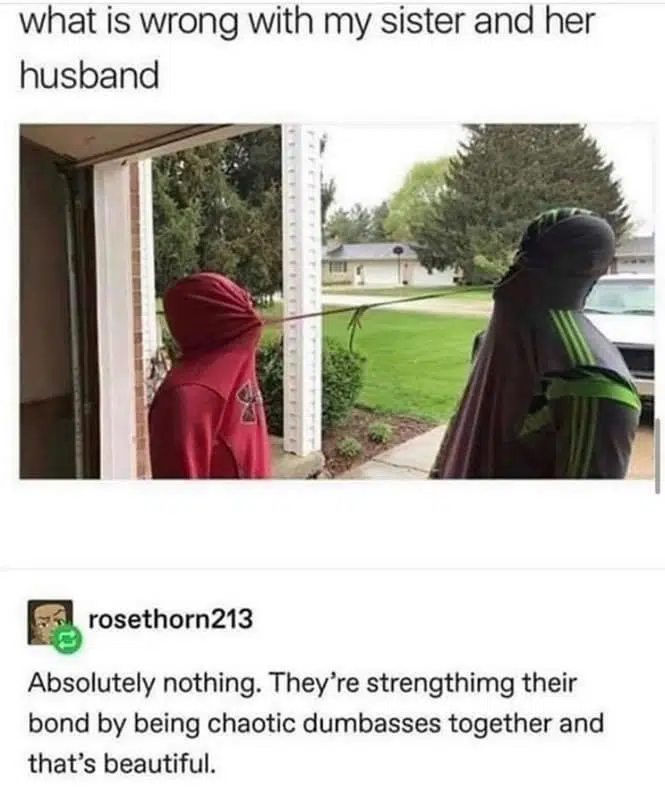 what is wrong with my sister and her
husband
rosethorn213
Absolutely nothing. They're strengthimg their
bond by being chaotic dumbasses together and
that's beautiful.